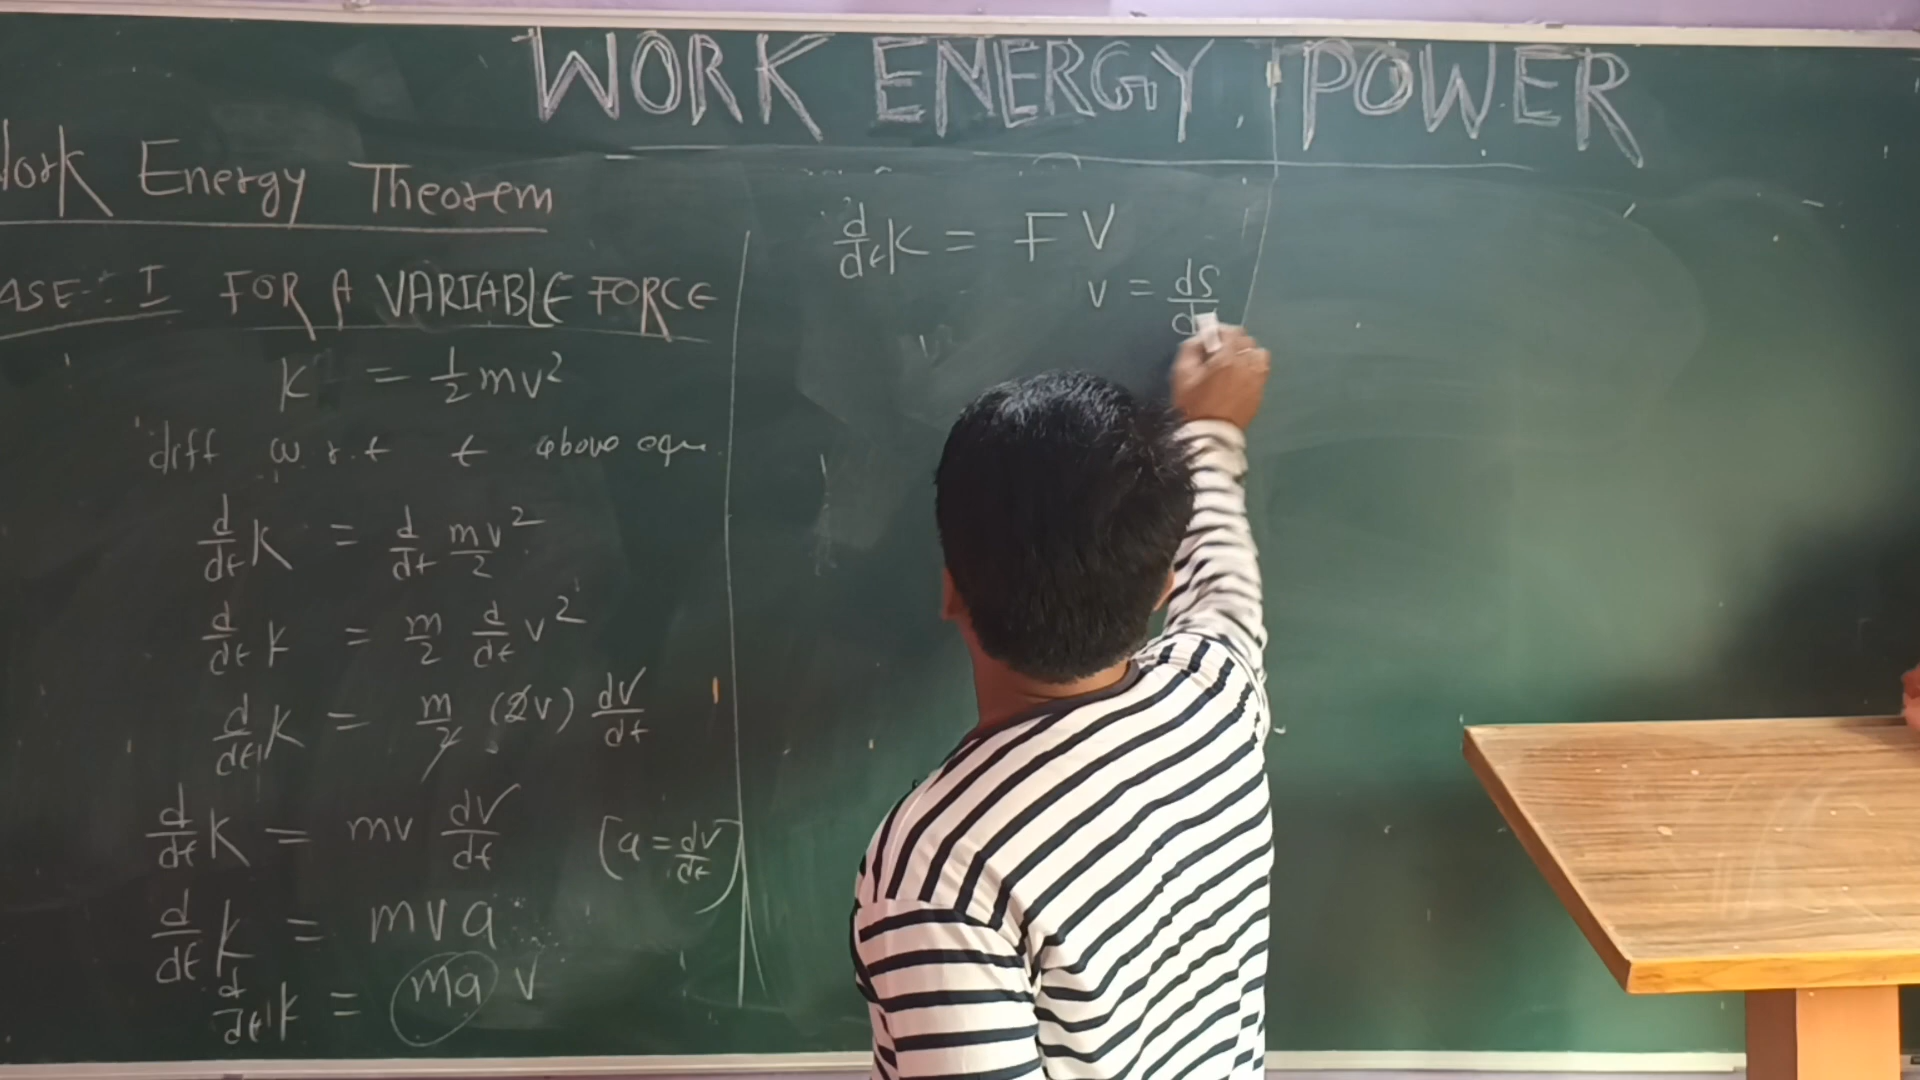 WORK ENERGY, POWER
Work Energy Theorem
CASE: I FOR A VARIABLE FORCE
K = 1/2 mv²
diff w.r.t t above eqn.
d/dt K = d/dt mv²/2
d/dt K = m/2 d/dt v²
d/dt K = m/2 (2v) dv/dt
d/dt K = mv dv/dt (a = dv/dt)
d/dt K = mva
d/dt K = ma v
d/dt K = FV
v = ds/d